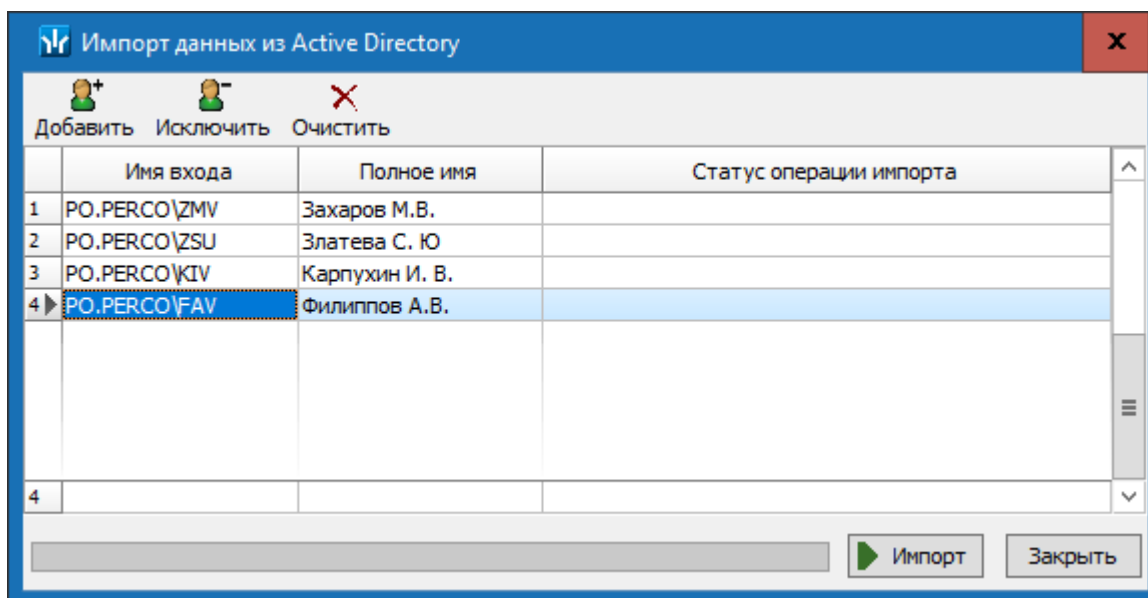 Импорт данных из Active Directory
x
Добавить Исключить Очистить
Имя входа Полное имя Статус операции импорта
1 PO.PERCO\ZMV Захаров М.В.
2 PO.PERCO\ZSU Златева С. Ю
3 PO.PERCO\KIV Карпухин И. В.
4 PO.PERCO\FAV Филиппов А.В.
4
Импорт Закрыть